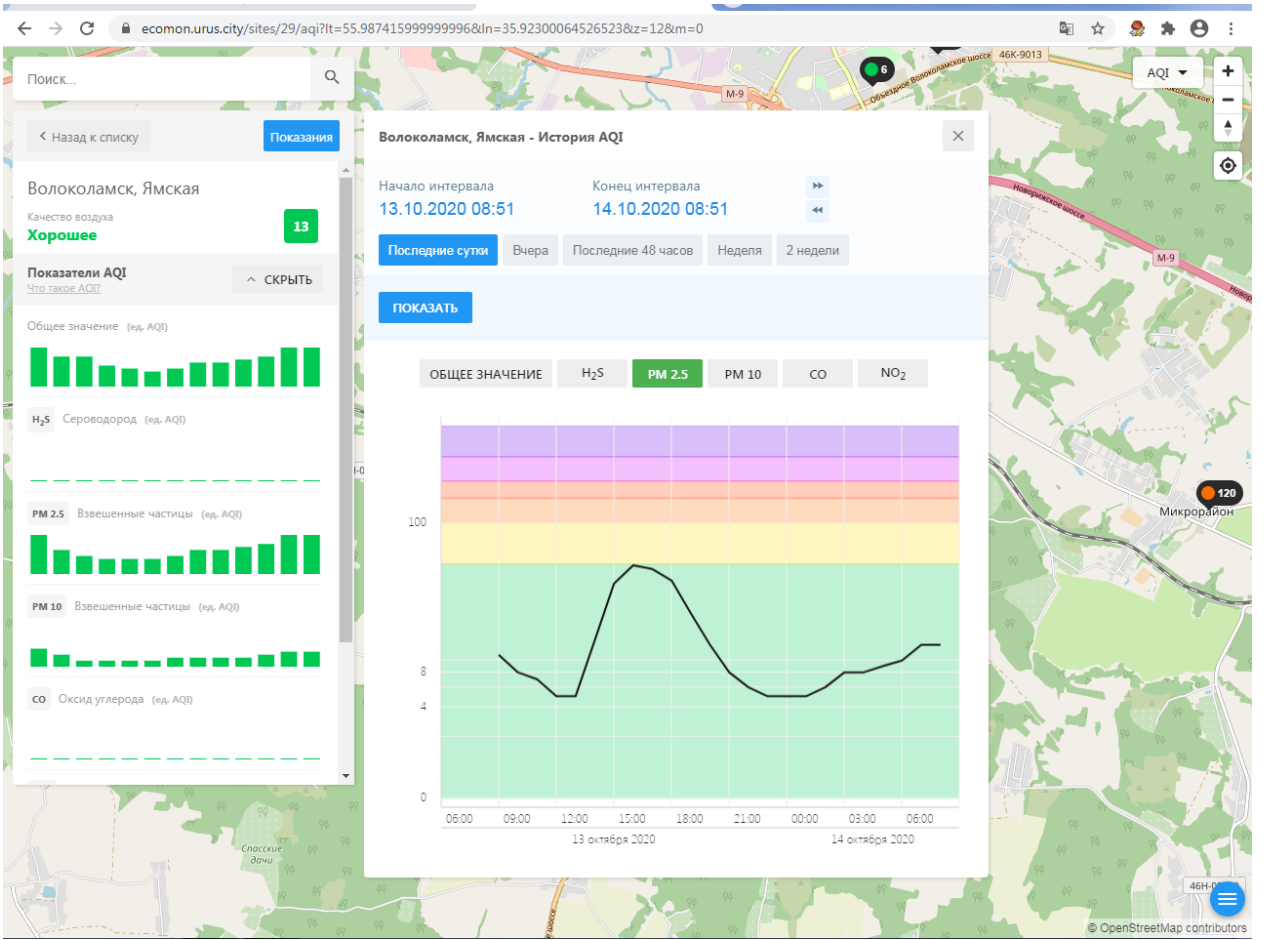 ecomon.urus.city/sites/29/aqi?lt=55.987415999999996&ln=35.92300064526523&z=12&m=0
Поиск...
Назад к списку
Показания
Волоколамск, Ямская
Качество воздуха
Хорошее
13
Показатели AQI
Что такое AQI?
СКРЫТЬ
Общее значение (ед. AQI)
H₂S Сероводород (ед. AQI)
PM 2.5 Взвешенные частицы (ед. AQI)
PM 10 Взвешенные частицы (ед. AQI)
CO Оксид углерода (ед. AQI)
Волоколамск, Ямская - История AQI
Начало интервала
Конец интервала
13.10.2020 08:51
14.10.2020 08:51
Последние сутки
Вчера
Последние 48 часов
Неделя
2 недели
ПОКАЗАТЬ
ОБЩЕЕ ЗНАЧЕНИЕ
H₂S
PM 2.5
PM 10
CO
NO₂
100
8
4
0
06:00 09:00 12:00 15:00 18:00 21:00 00:00 03:00 06:00
13 октября 2020
14 октября 2020
6
Объездное Волоколамское шоссе
46К-9013
М-9
AQI
Новорижское шоссе
М-9
120
Микрорайон
Спасские
дачи
шоссе
© OpenStreetMap contributors